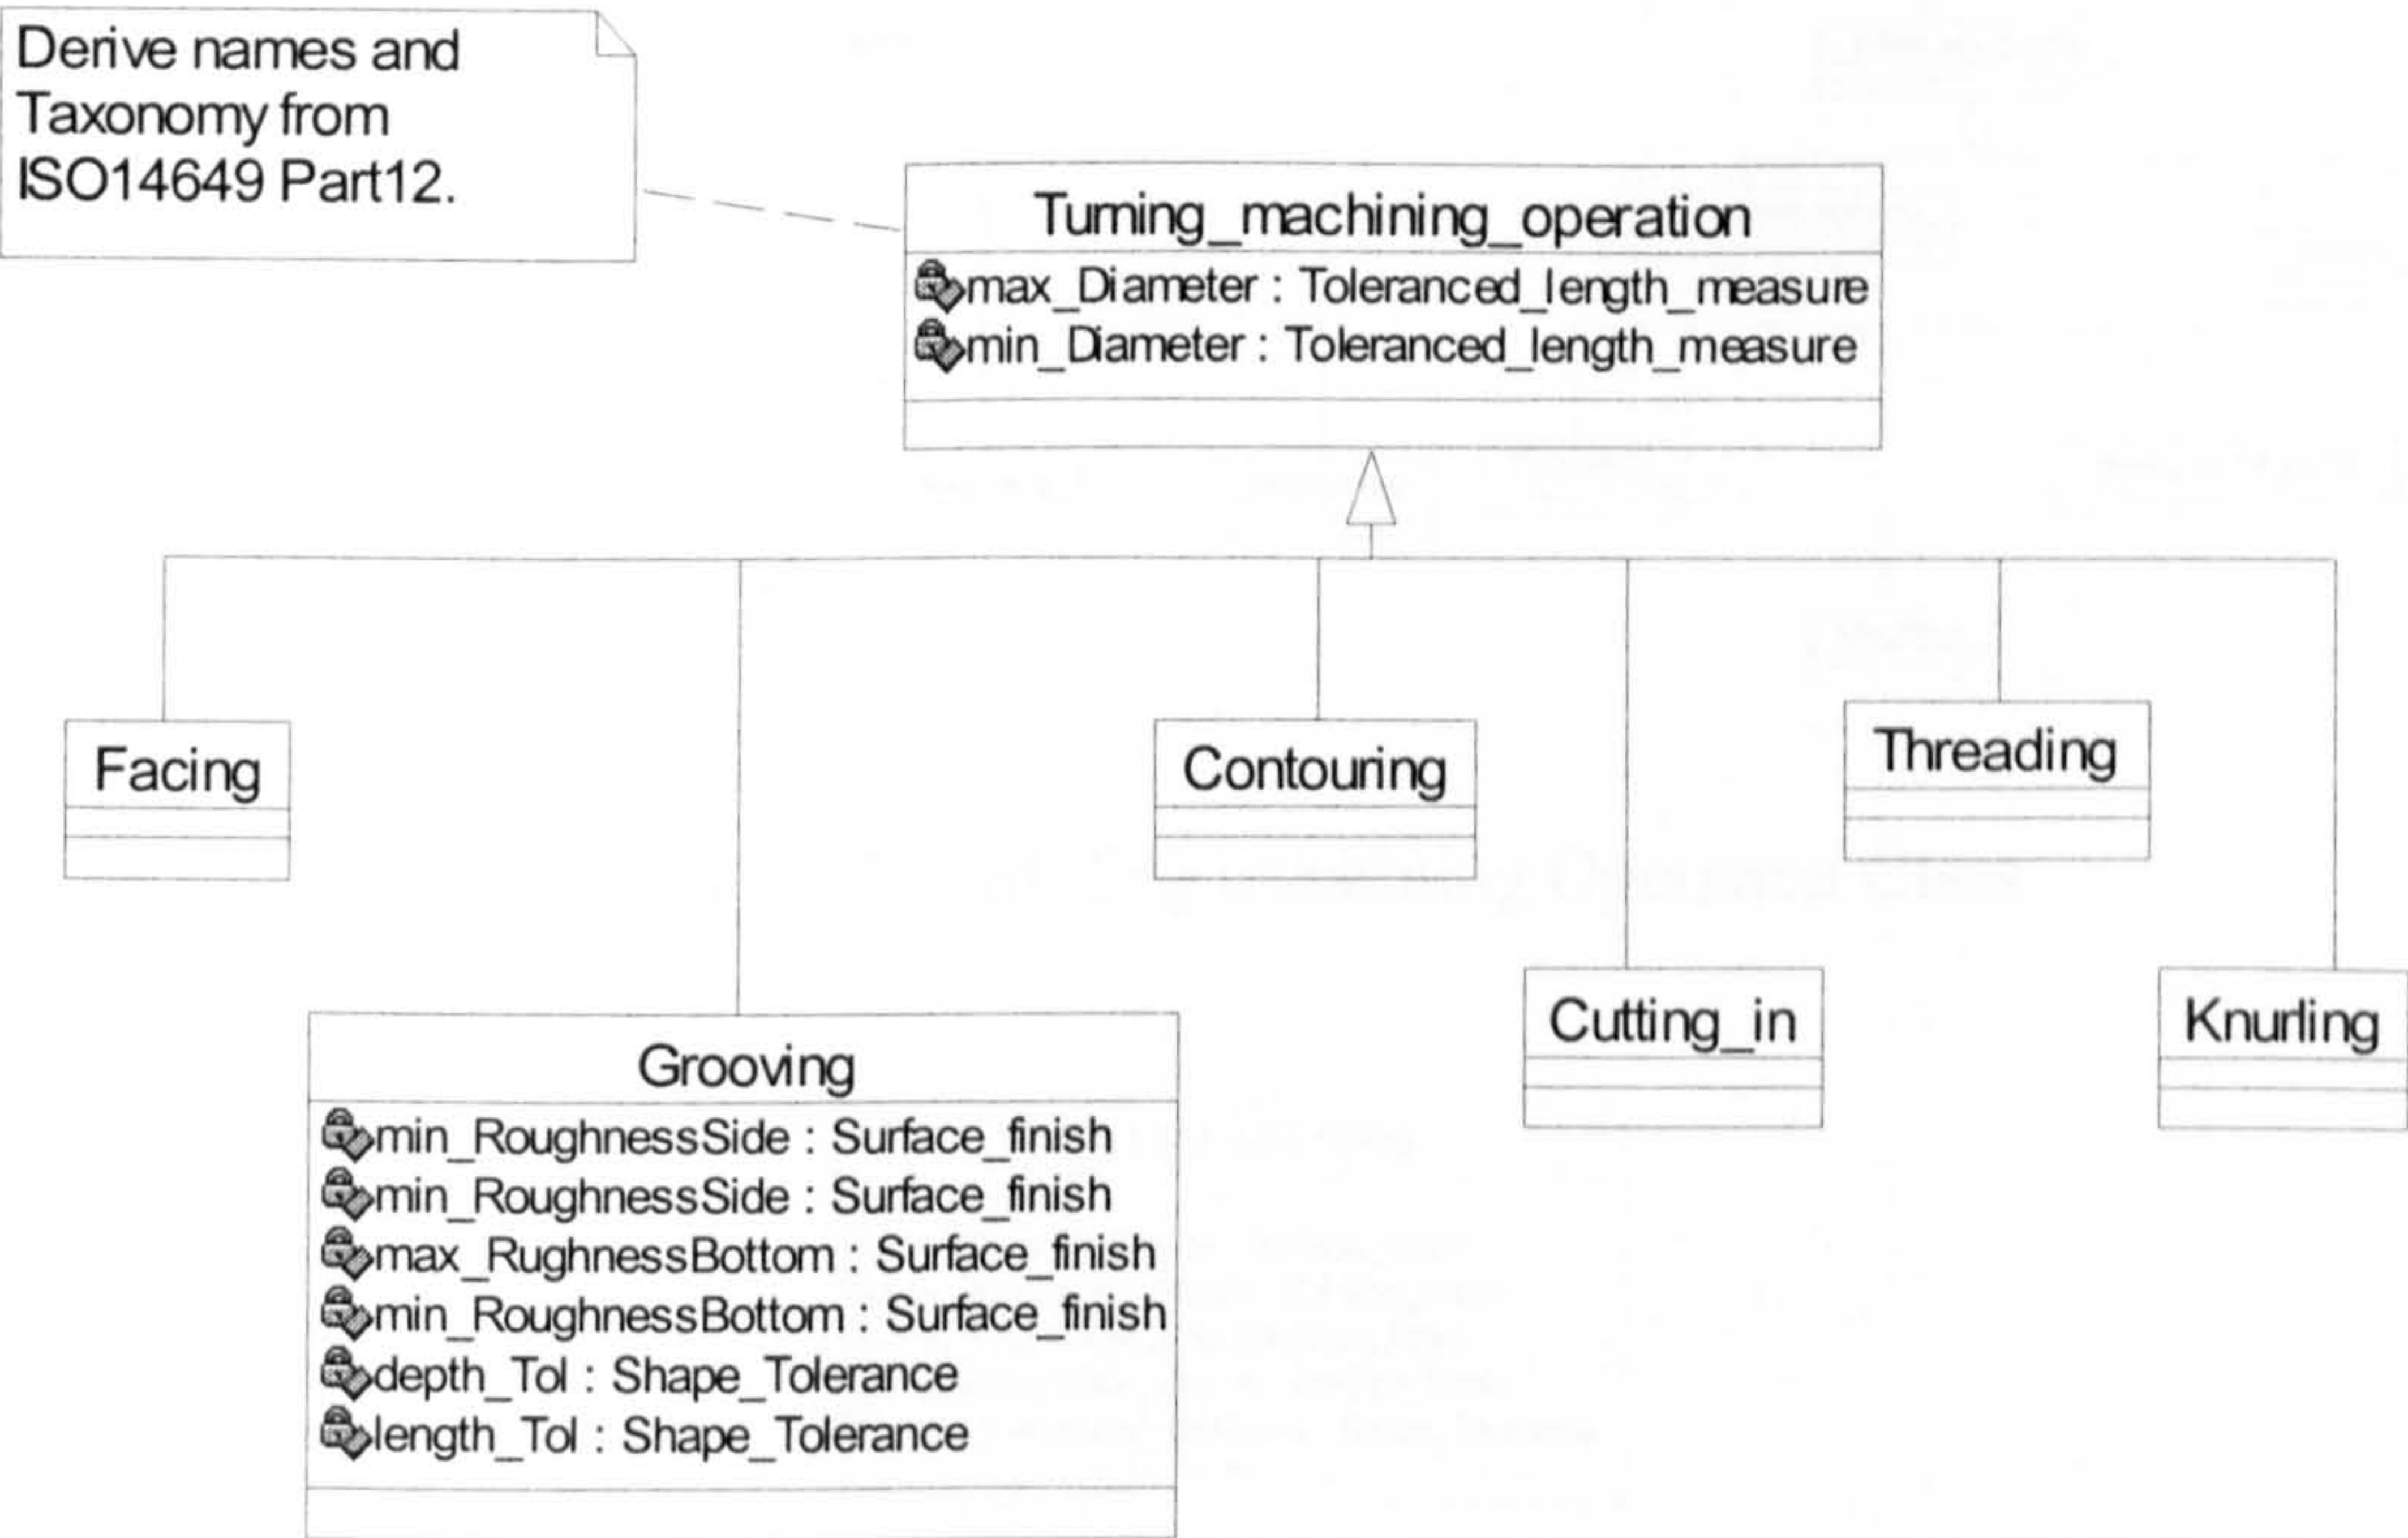 Derive names and
Taxonomy from
ISO14649 Part12.
Turning_machining_operation
max_Diameter : Toleranced_length_measure
min_Diameter : Toleranced_length_measure
Facing
Contouring
Threading
Cutting_in
Knurling
Grooving
min_RoughnessSide : Surface_finish
min_RoughnessSide : Surface_finish
max_RughnessBottom : Surface_finish
min_RoughnessBottom : Surface_finish
depth_Tol : Shape_Tolerance
length_Tol : Shape_Tolerance